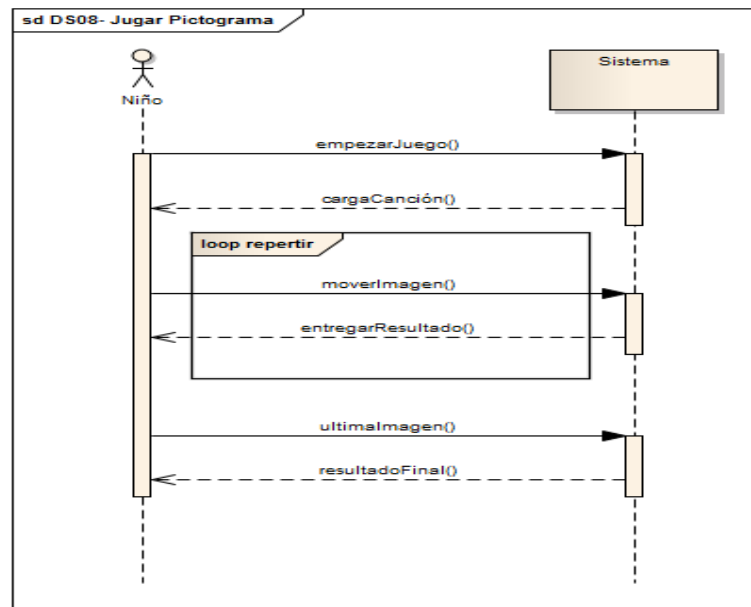 sd DS08- Jugar Pictograma
Niño
Sistema
empezarJuego()
cargaCanción()
loop repertir
moverImagen()
entregarResultado()
ultimaImagen()
resultadoFinal()